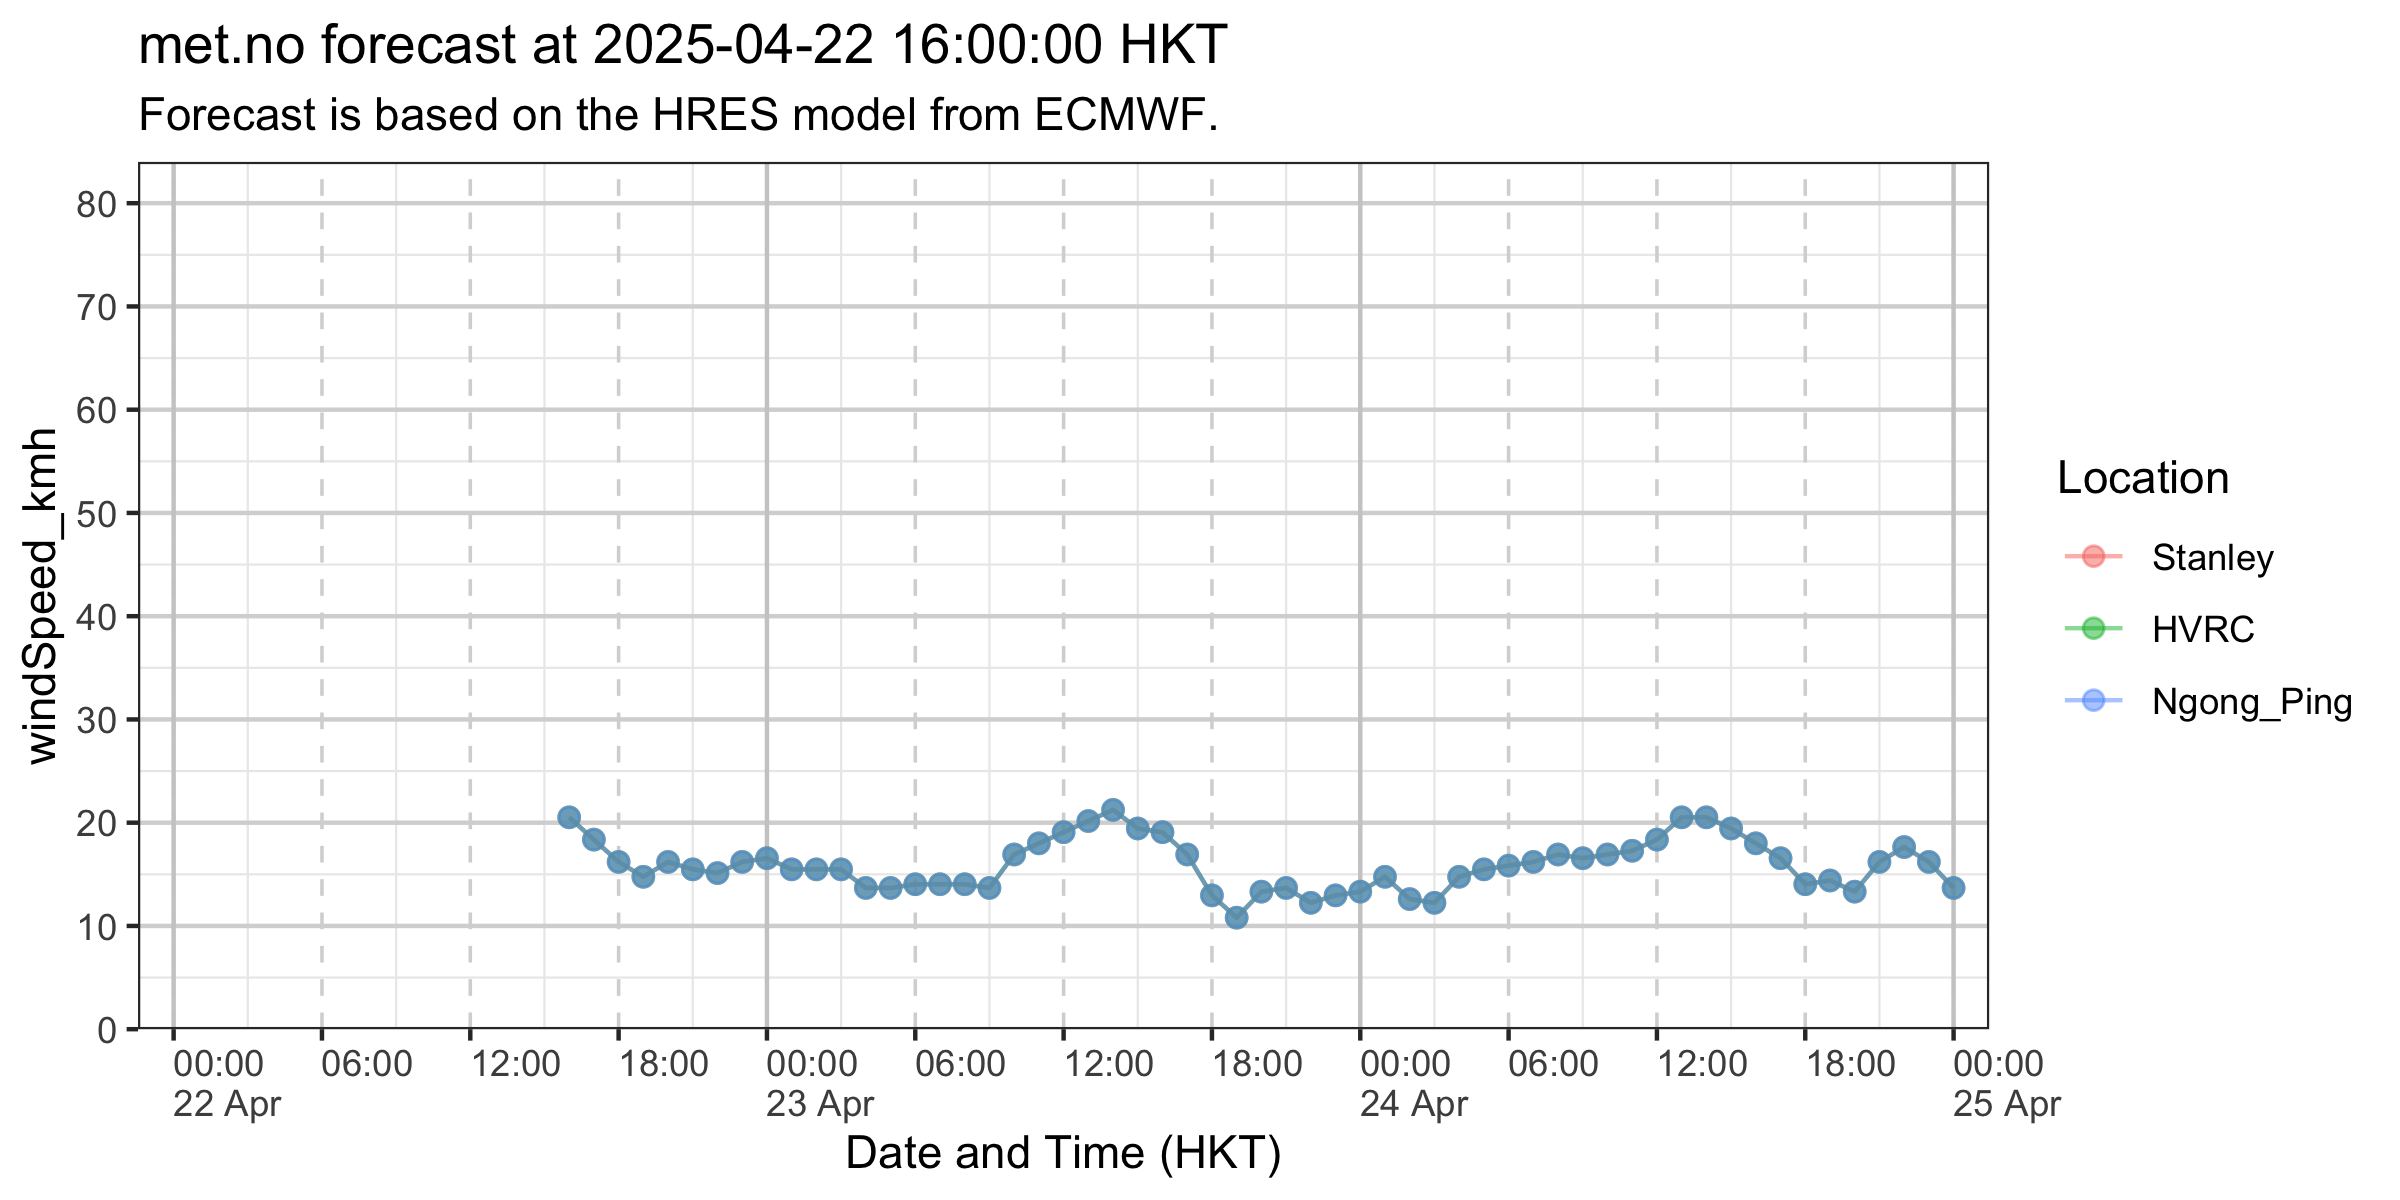 met.no forecast at 2025-04-22 16:00:00 HKT
Forecast is based on the HRES model from ECMWF.
windSpeed_kmh
80
70
60
50
40
30
20
10
0
00:00 06:00 12:00 18:00 00:00 06:00 12:00 18:00 00:00 06:00 12:00 18:00 00:00
22 Apr 23 Apr 24 Apr 25 Apr
Date and Time (HKT)
Location
Stanley
HVRC
Ngong_Ping